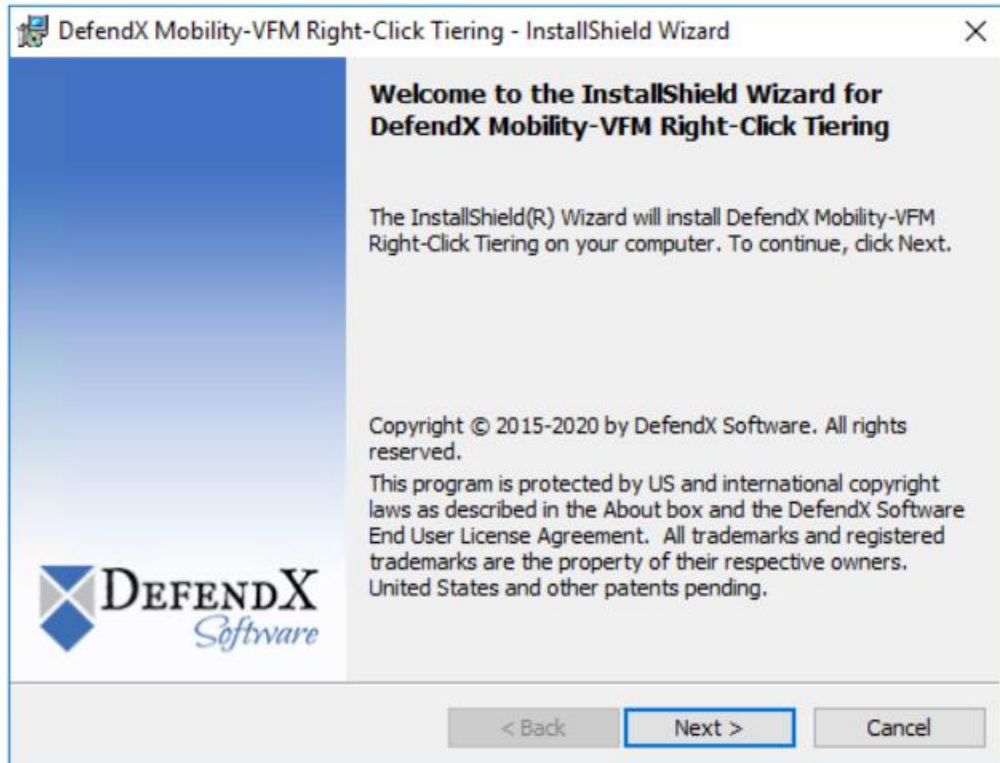 DefendX Mobility-VFM Right-Click Tiering - InstallShield Wizard
Welcome to the InstallShield Wizard for
DefendX Mobility-VFM Right-Click Tiering
The InstallShield(R) Wizard will install DefendX Mobility-VFM
Right-Click Tiering on your computer. To continue, click Next.
Copyright © 2015-2020 by DefendX Software. All rights
reserved.
This program is protected by US and international copyright
laws as described in the About box and the DefendX Software
End User License Agreement.  All trademarks and registered
trademarks are the property of their respective owners.
United States and other patents pending.
DEFENDX
Software
< Back
Next >
Cancel